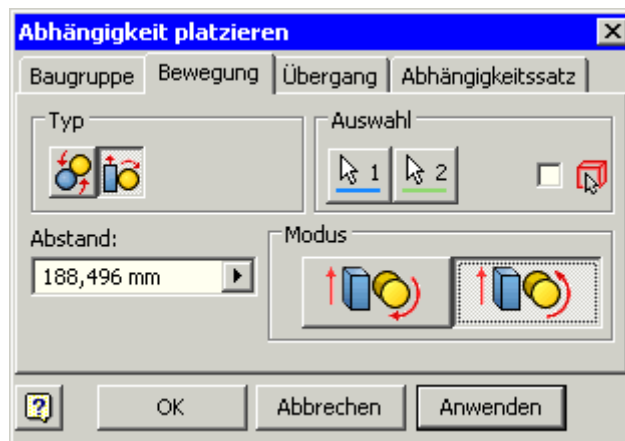 Abhängigkeit platzieren
Baugruppe Bewegung Übergang Abhängigkeitssatz
Typ Auswahl
1 2
Abstand: Modus
188,496 mm
? OK Abbrechen Anwenden